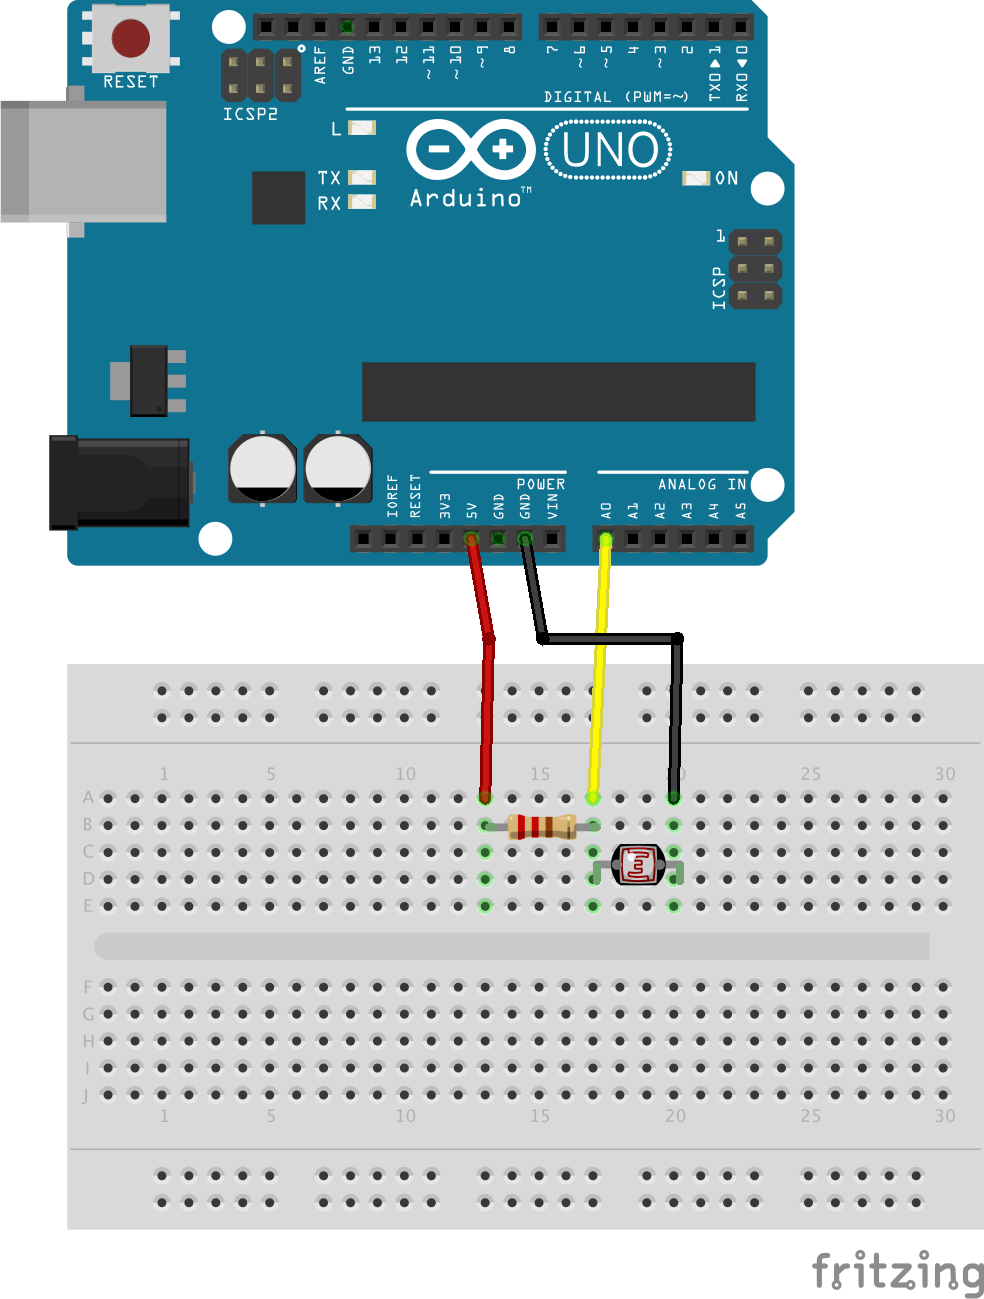 RESET
ICSP2
AREF
GND
13
12
~11
~10
~9
8
7
~6
~5
4
~3
2
TX0▶1
RX0◀0
DIGITAL (PWM=~)
L
TX
RX
Arduino™
UNO
ON
1
ICSP
IOREF
RESET
3V3
5V
GND
GND
VIN
POWER
A0
A1
A2
A3
A4
A5
ANALOG IN
1 5 10 15 20 25 30
A
B
C
D
E
F
G
H
I
J
1 5 10 15 20 25 30
fritzing